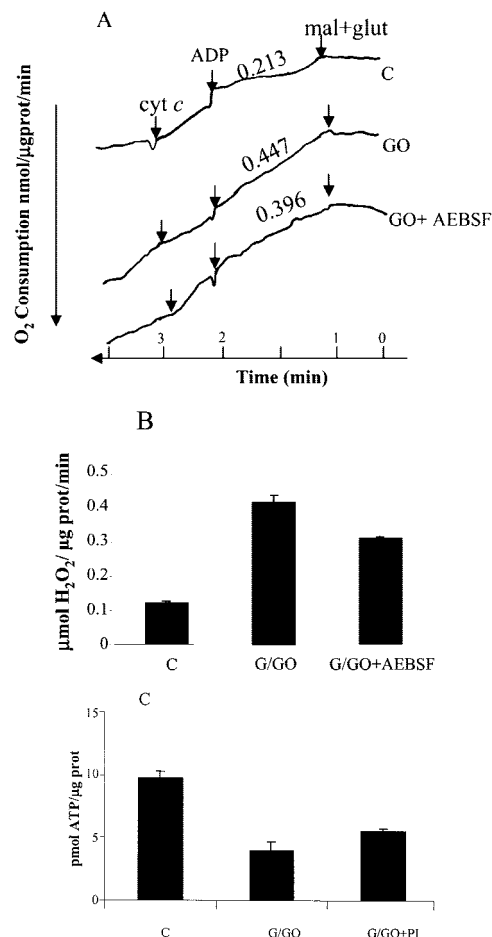 A
mal+glut
ADP
0.213
C
cyt c
0.447
GO
0.396
GO+ AEBSF
O2 Consumption nmol/µgprot/min
3 2 1 0
Time (min)
B
µmol H2O2/ µg prot/min
0.5
0.4
0.3
0.2
0.1
0
C G/GO G/GO+AEBSF
C
pmol ATP/µg prot
15
10
5
0
C G/GO G/GO+PI